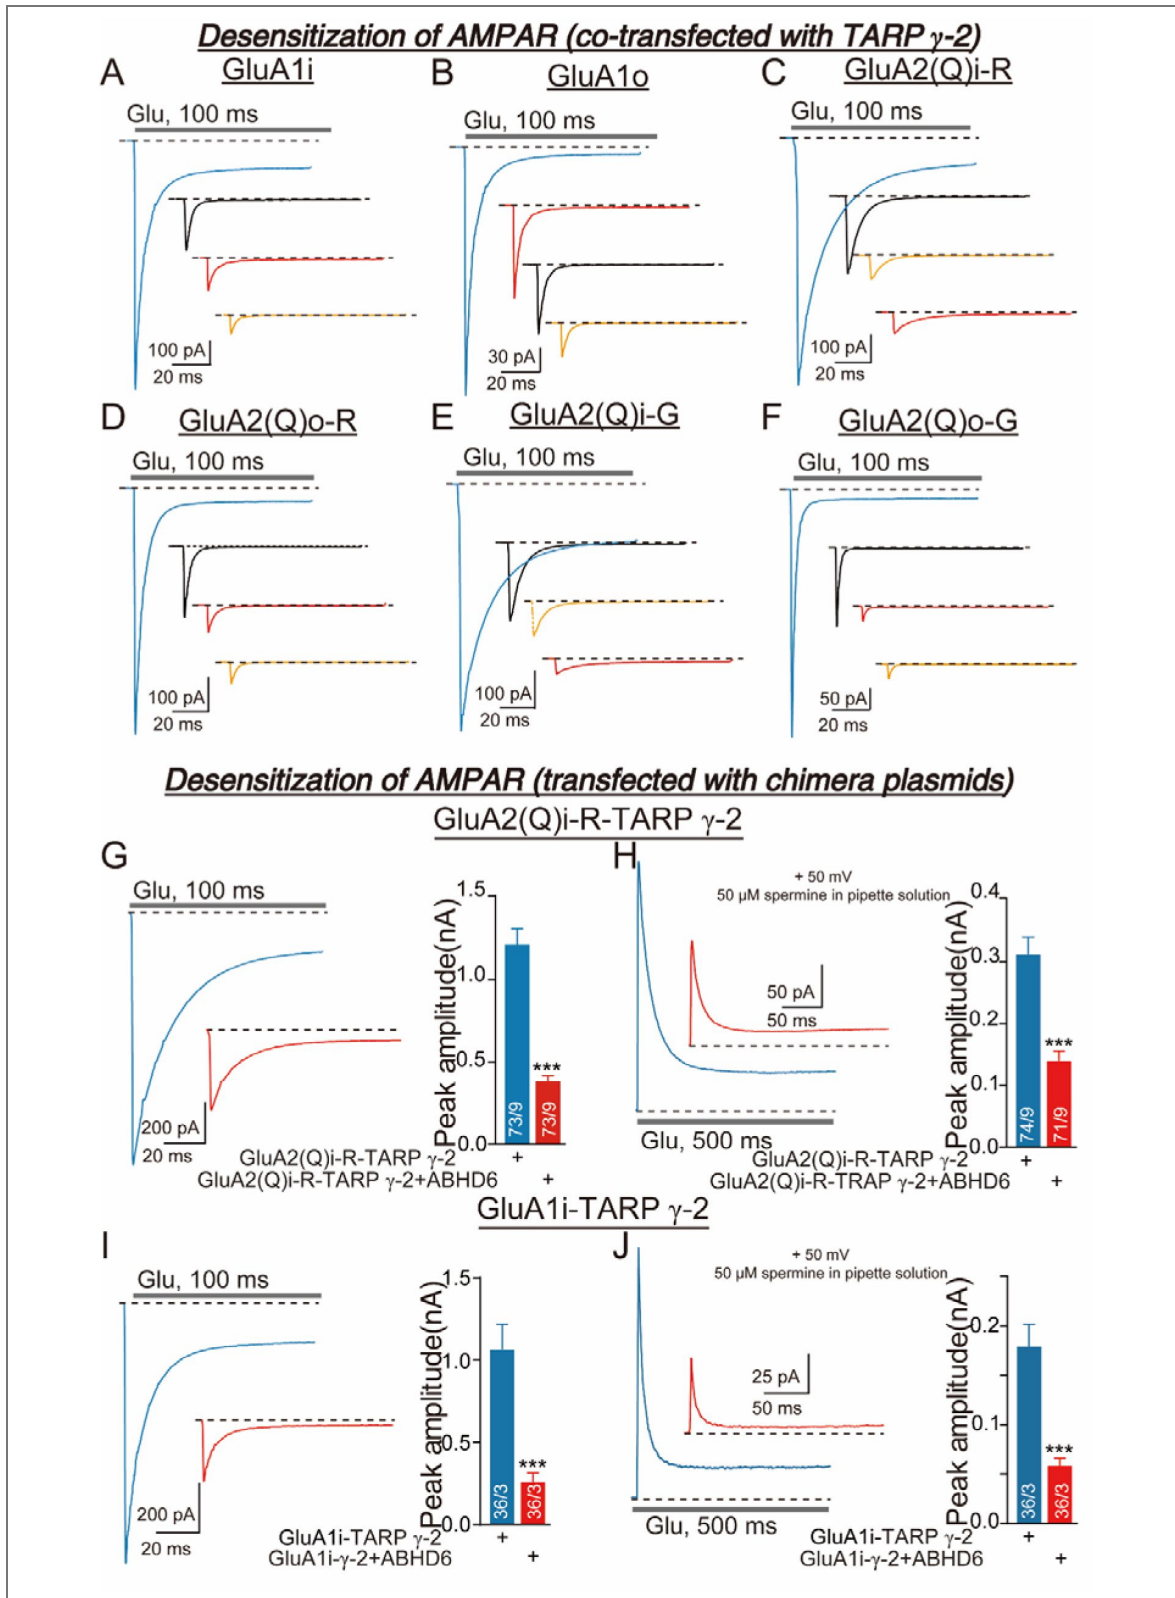 Desensitization of AMPAR (co-transfected with TARP γ-2)
A
GluA1i
Glu, 100 ms
100 pA
20 ms
B
GluA1o
Glu, 100 ms
30 pA
20 ms
C
GluA2(Q)i-R
Glu, 100 ms
100 pA
20 ms
D
GluA2(Q)o-R
Glu, 100 ms
100 pA
20 ms
E
GluA2(Q)i-G
Glu, 100 ms
100 pA
20 ms
F
GluA2(Q)o-G
Glu, 100 ms
50 pA
20 ms
Desensitization of AMPAR (transfected with chimera plasmids)
GluA2(Q)i-R-TARP γ-2
G
Glu, 100 ms
200 pA
20 ms
Peak amplitude(nA)
1.5
1.0
0.5
0.0
***
73/9
73/9
GluA2(Q)i-R-TARP γ-2 +
GluA2(Q)i-R-TARP γ-2+ABHD6 +
H
+ 50 mV
50 µM spermine in pipette solution
50 pA
50 ms
Glu, 500 ms
Peak amplitude(nA)
0.4
0.3
0.2
0.1
0.0
***
74/9
71/9
GluA2(Q)i-R-TARP γ-2 +
GluA2(Q)i-R-TRAP γ-2+ABHD6 +
GluA1i-TARP γ-2
I
Glu, 100 ms
200 pA
20 ms
Peak amplitude(nA)
1.5
1.0
0.5
0.0
***
36/3
36/3
GluA1i-TARP γ-2 +
GluA1i-γ-2+ABHD6 +
J
+ 50 mV
50 µM spermine in pipette solution
25 pA
50 ms
Glu, 500 ms
Peak amplitude(nA)
0.2
0.1
0.0
***
36/3
36/3
GluA1i-TARP γ-2 +
GluA1i-γ-2+ABHD6 +